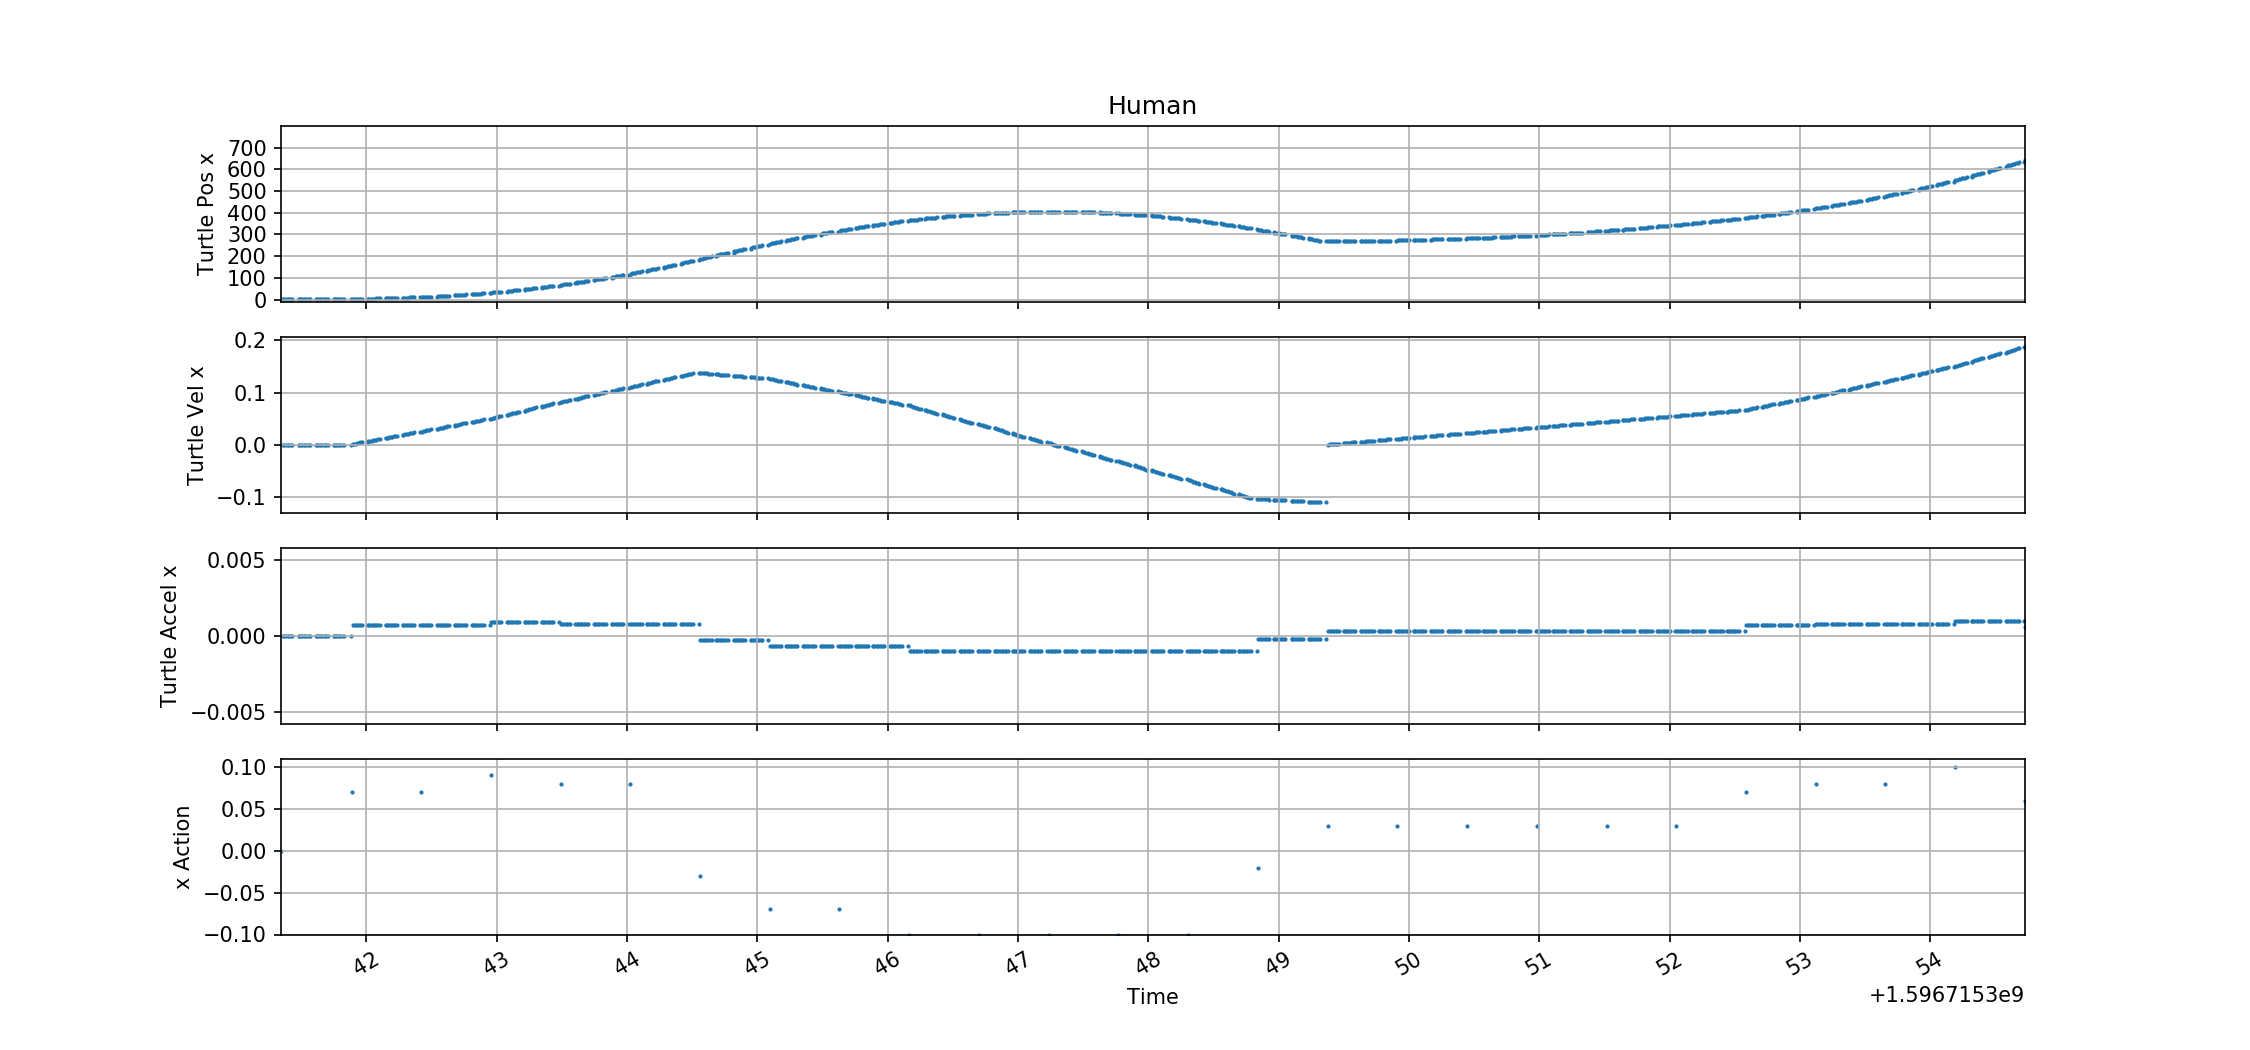 Human
Turtle Pos x
700
600
500
400
300
200
100
0
Turtle Vel x
0.2
0.1
0.0
−0.1
Turtle Accel x
0.005
0.000
−0.005
x Action
0.10
0.05
0.00
−0.05
−0.10
42 43 44 45 46 47 48 49 50 51 52 53 54
Time
+1.5967153e9